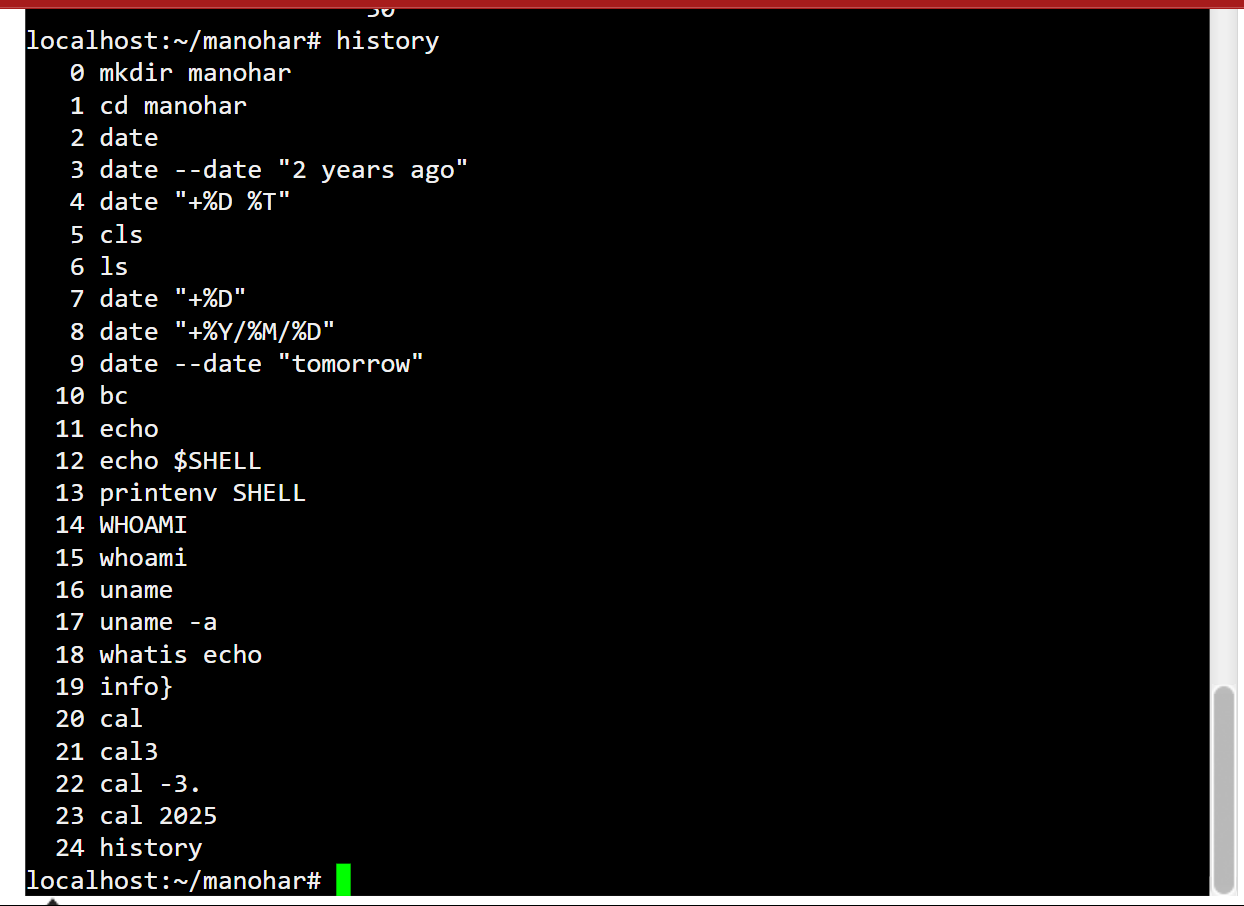 localhost:~/manohar# history
0 mkdir manohar
1 cd manohar
2 date
3 date --date "2 years ago"
4 date "+%D %T"
5 cls
6 ls
7 date "+%D"
8 date "+%Y/%M/%D"
9 date --date "tomorrow"
10 bc
11 echo
12 echo $SHELL
13 printenv SHELL
14 WHOAMI
15 whoami
16 uname
17 uname -a
18 whatis echo
19 info}
20 cal
21 cal3
22 cal -3.
23 cal 2025
24 history
localhost:~/manohar#